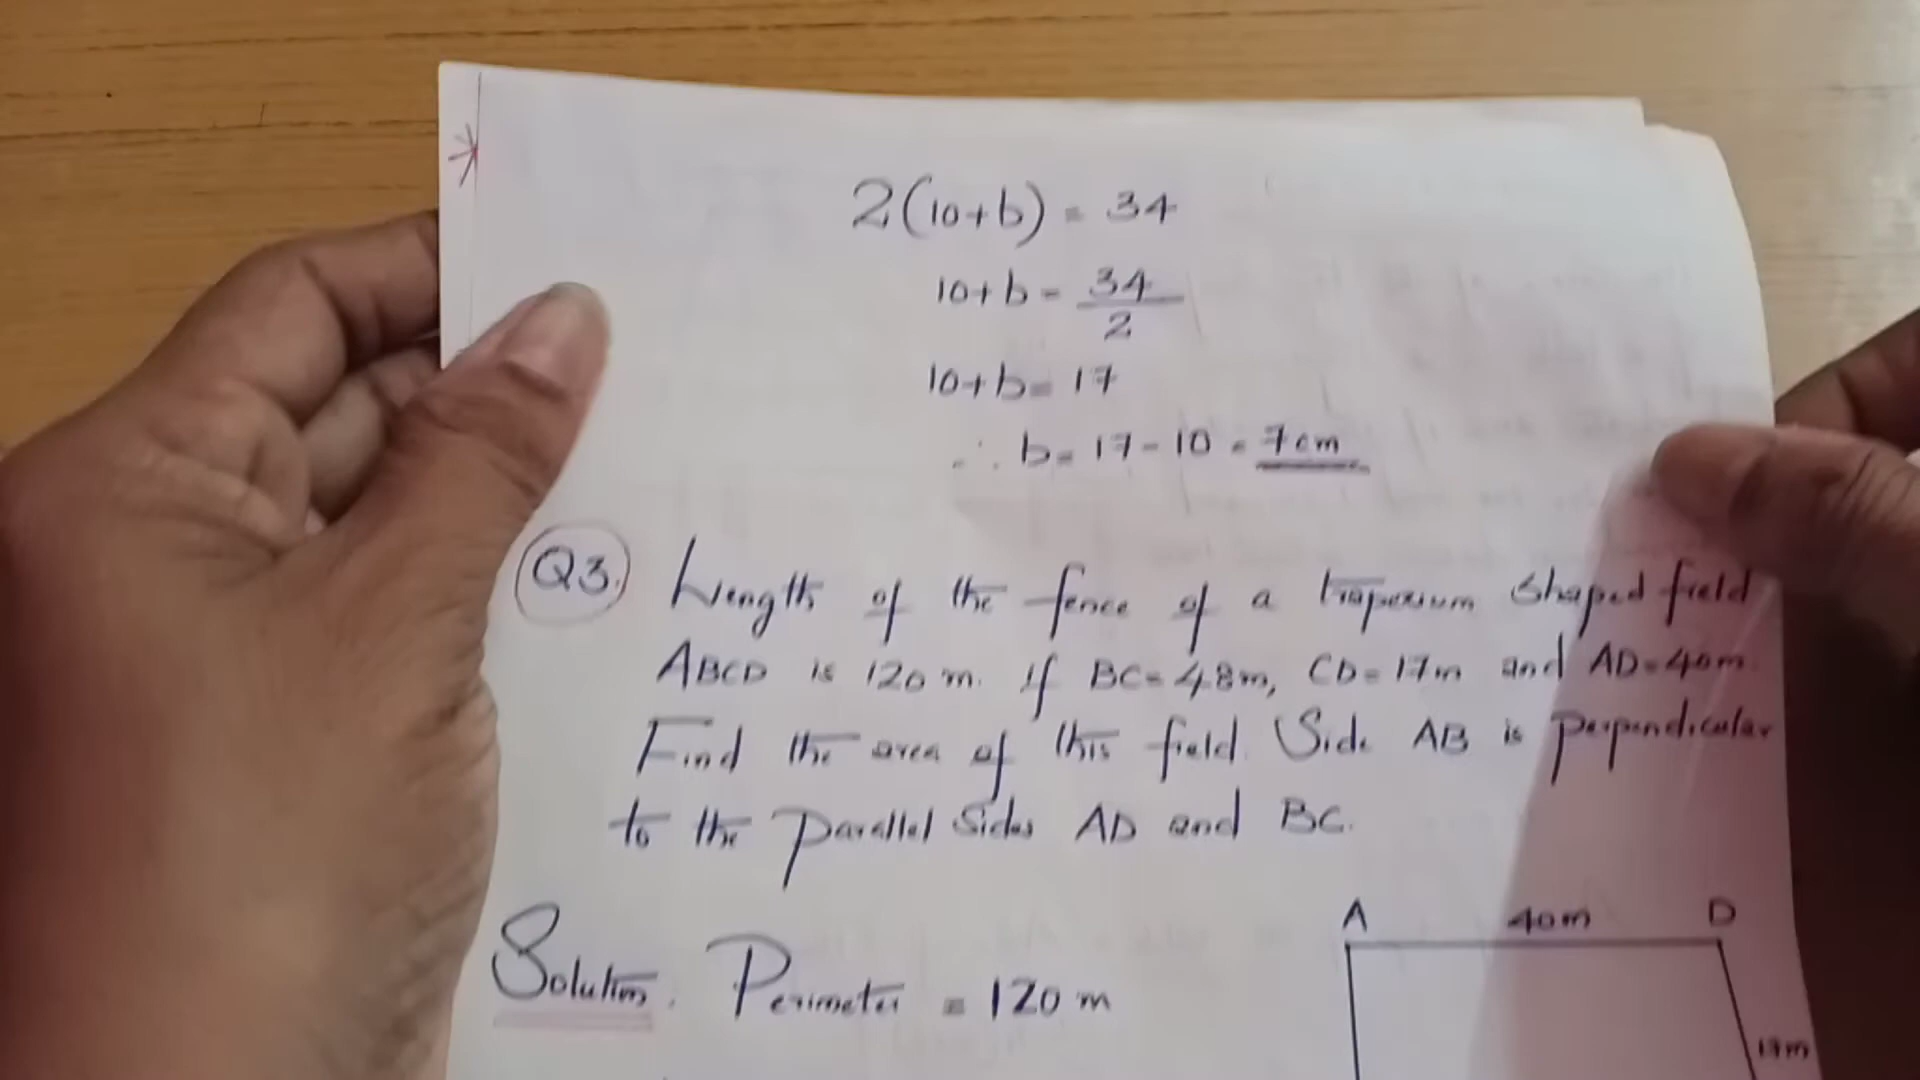 2(10+b) = 34
10+b = 34/2
10+b = 17
∴ b = 17 - 10 = 7cm
Q3. Length of the fence of a trapezium shaped field
ABCD is 120 m. If BC = 48m, CD = 17m and AD = 40m.
Find the area of this field. Side AB is perpendicular
to the parallel sides AD and BC.
A 40m D
Solution. Perimeter = 120 m
17m